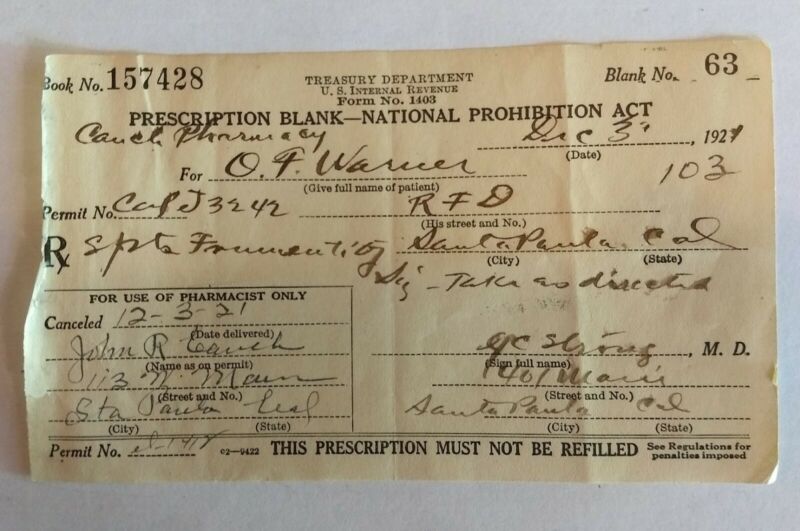 Book No. 157428
TREASURY DEPARTMENT
U. S. INTERNAL REVENUE
Form No. 1403
Blank No. 63
PRESCRIPTION BLANK—NATIONAL PROHIBITION ACT
Pharmacy Dec 3, 1921
(Date)
For O. F. Warner 103
(Give full name of patient)
Permit No. Cal J 3242 R F D
(His street and No.)
Rx Spts Frumenti Santa Paula Cal
(City) (State)
Sig - Take as directed
FOR USE OF PHARMACIST ONLY
Canceled 12-3-21
(Date delivered)
John R
(Name as on permit)
113 N. Main
(Street and No.)
Sta Paula Cal
(City) (State)
Strong, M. D.
(Sign full name)
Main
(Street and No.)
Santa Paula Cal
(City) (State)
Permit No.
c2—9422 THIS PRESCRIPTION MUST NOT BE REFILLED See Regulations for
penalties imposed